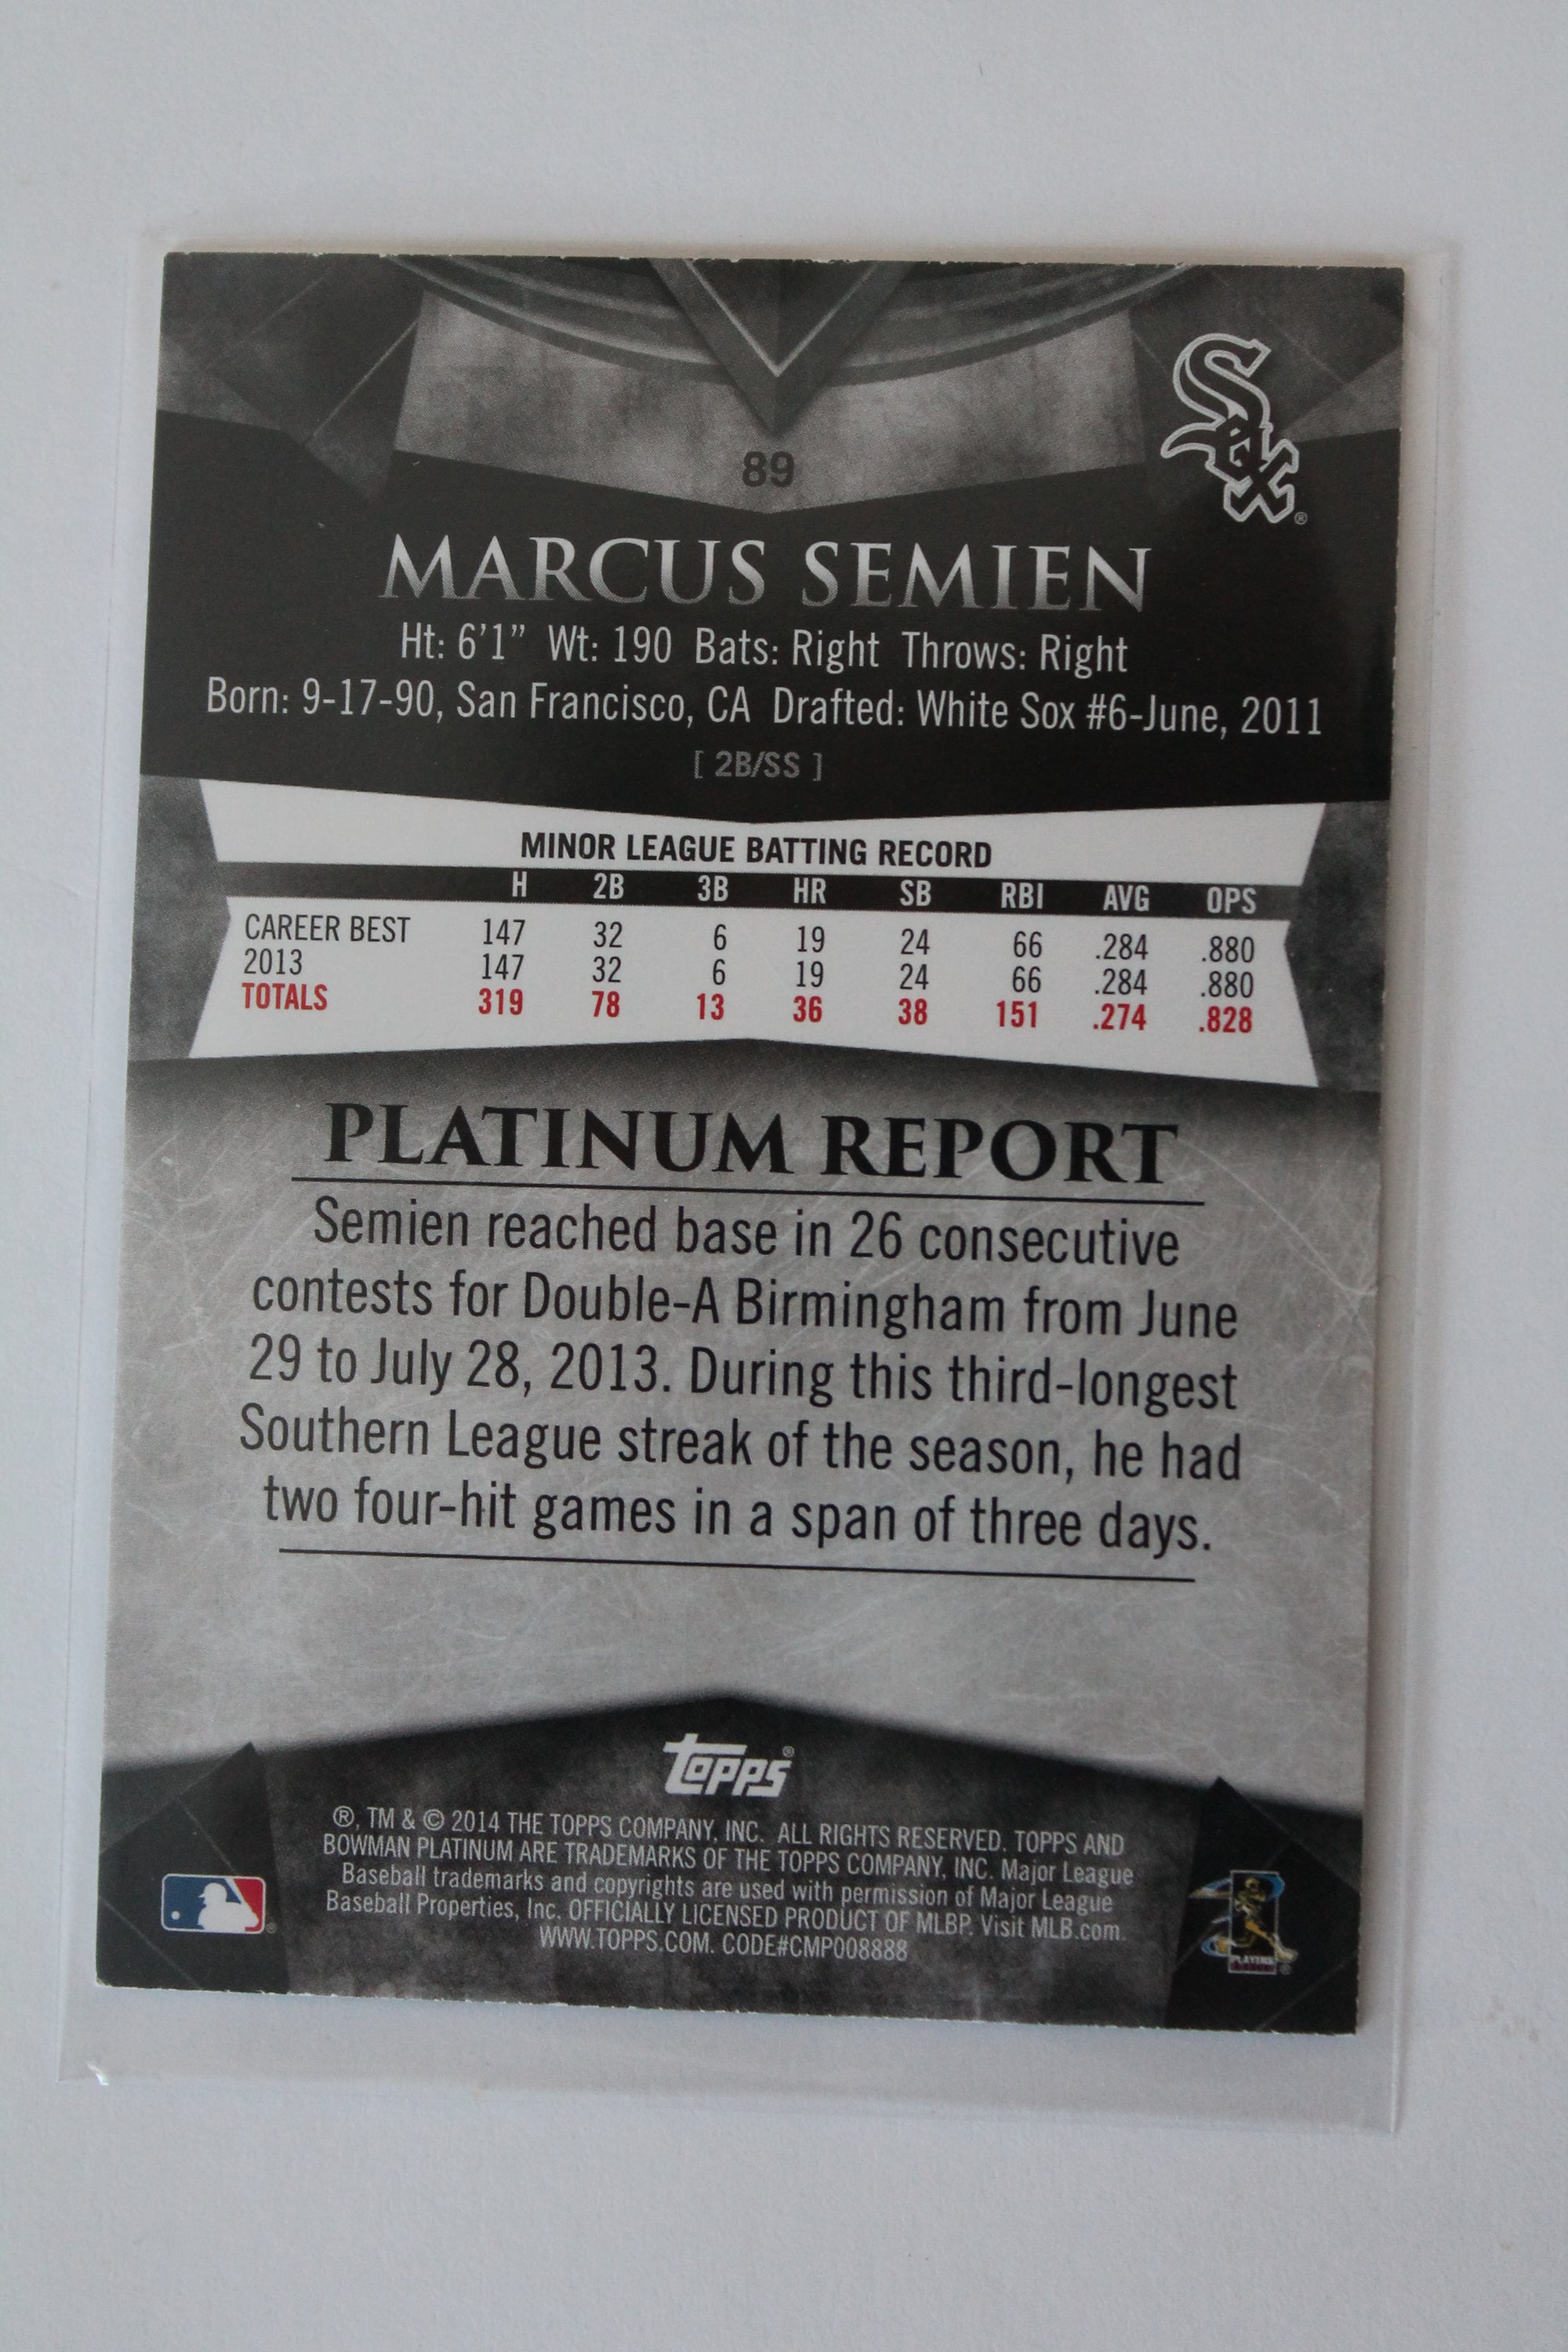 Sox ®
89
MARCUS SEMIEN
Ht: 6'1” Wt: 190 Bats: Right Throws: Right
Born: 9-17-90, San Francisco, CA Drafted: White Sox #6-June, 2011
[ 2B/SS ]
MINOR LEAGUE BATTING RECORD
H 2B 3B HR SB RBI AVG OPS
CAREER BEST 147 32 6 19 24 66 .284 .880
2013 147 32 6 19 24 66 .284 .880
TOTALS 319 78 13 36 38 151 .274 .828
PLATINUM REPORT
Semien reached base in 26 consecutive
contests for Double-A Birmingham from June
29 to July 28, 2013. During this third-longest
Southern League streak of the season, he had
two four-hit games in a span of three days.
topps®
®, TM & © 2014 THE TOPPS COMPANY, INC. ALL RIGHTS RESERVED. TOPPS AND
BOWMAN PLATINUM ARE TRADEMARKS OF THE TOPPS COMPANY, INC. Major League
Baseball trademarks and copyrights are used with permission of Major League
Baseball Properties, Inc. OFFICIALLY LICENSED PRODUCT OF MLBP. Visit MLB.com.
WWW.TOPPS.COM. CODE#CMP008888